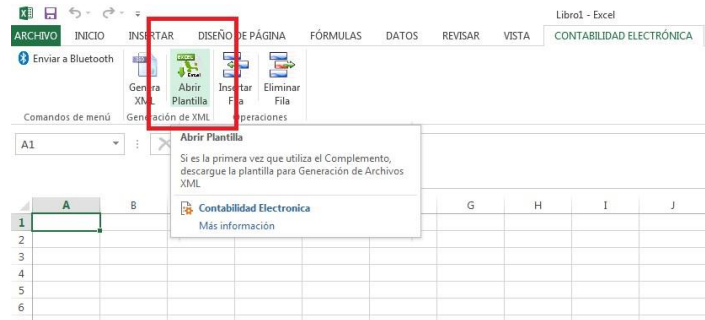 Libro1 - Excel
ARCHIVO INICIO INSERTAR DISEÑO DE PÁGINA FÓRMULAS DATOS REVISAR VISTA CONTABILIDAD ELECTRÓNICA
Enviar a Bluetooth
Genera XML
Abrir Plantilla
Insertar Fila
Eliminar Fila
Comandos de menú Generación de XML Operaciones
A1
Abrir Plantilla
Si es la primera vez que utiliza el Complemento,
descargue la plantilla para Generación de Archivos
XML
Contabilidad Electronica
Más información
A B G H I J
1
2
3
4
5
6